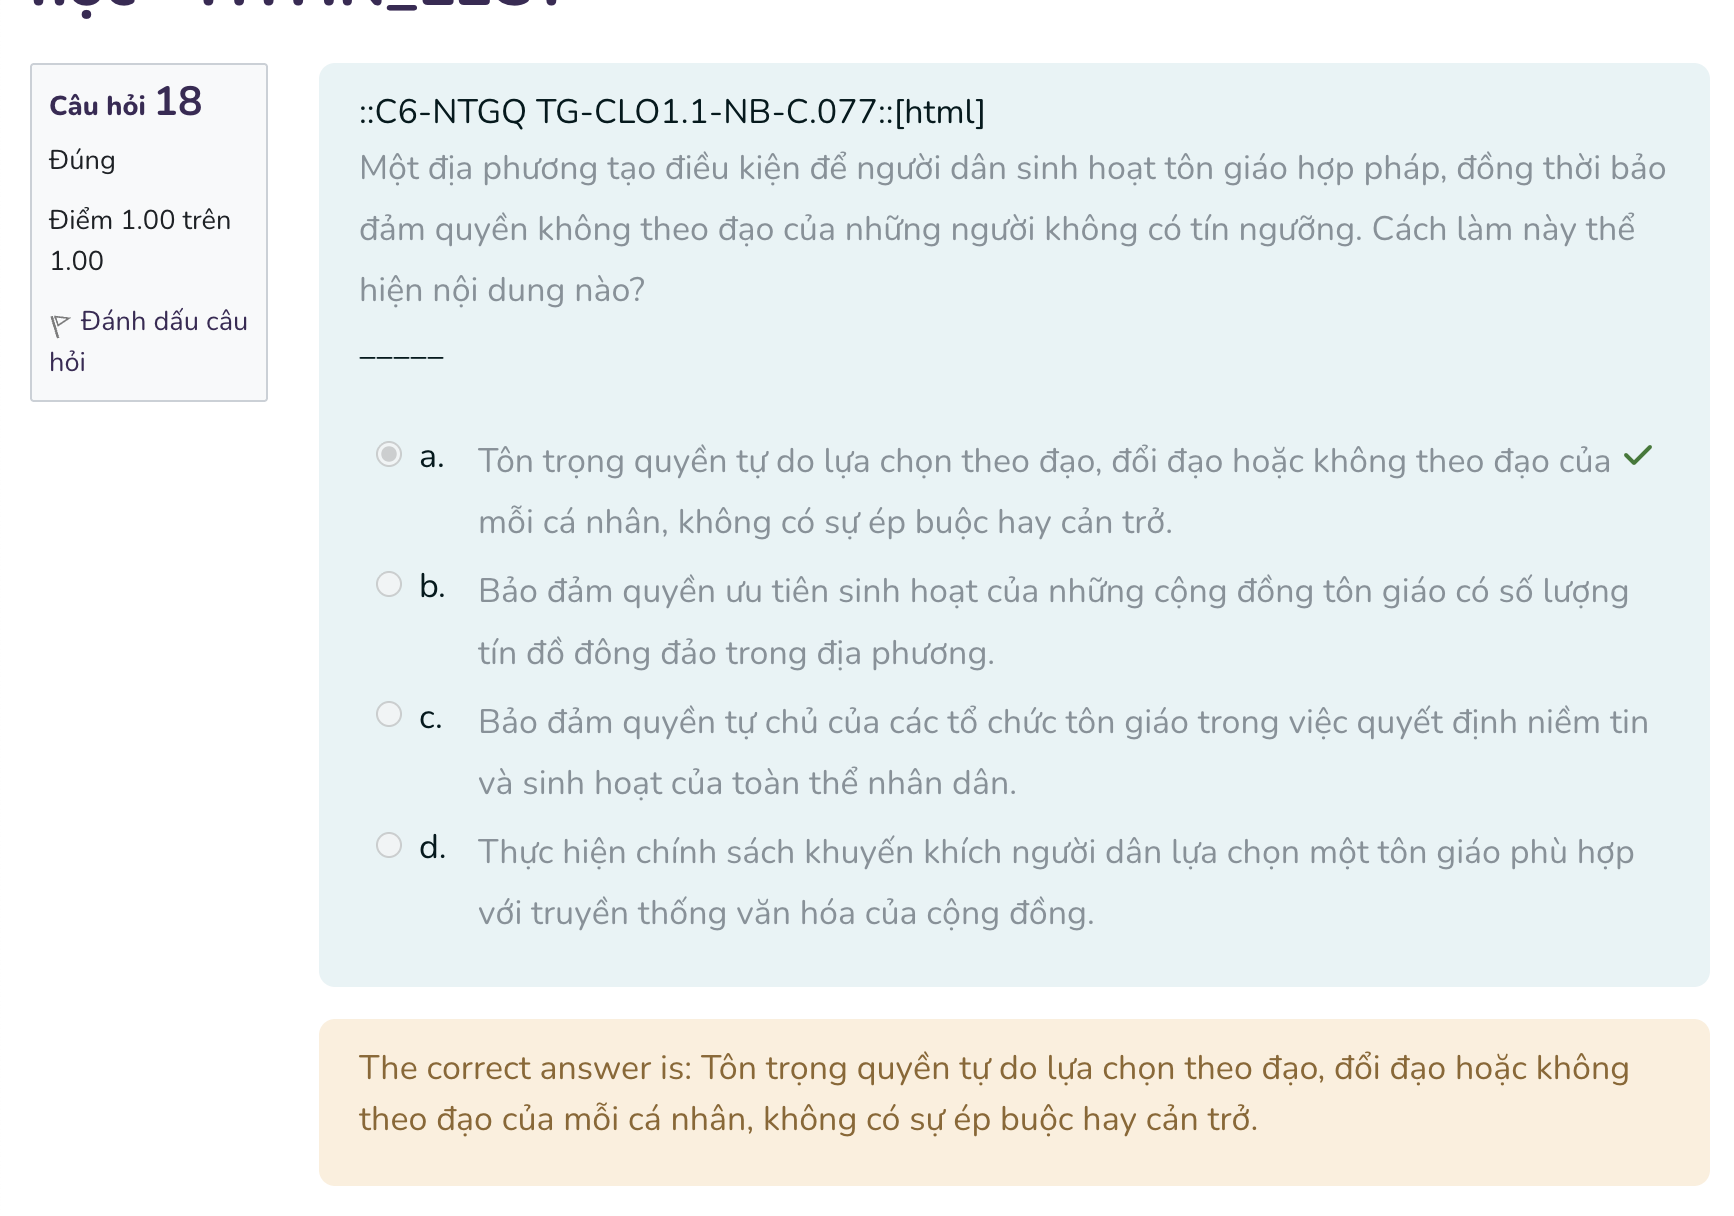 Câu hỏi 18
Đúng
Điểm 1.00 trên
1.00
Đánh dấu câu
hỏi
::C6-NTGQ TG-CLO1.1-NB-C.077::[html]
Một địa phương tạo điều kiện để người dân sinh hoạt tôn giáo hợp pháp, đồng thời bảo
đảm quyền không theo đạo của những người không có tín ngưỡng. Cách làm này thể
hiện nội dung nào?
_____
a. Tôn trọng quyền tự do lựa chọn theo đạo, đổi đạo hoặc không theo đạo của
mỗi cá nhân, không có sự ép buộc hay cản trở.
b. Bảo đảm quyền ưu tiên sinh hoạt của những cộng đồng tôn giáo có số lượng
tín đồ đông đảo trong địa phương.
c. Bảo đảm quyền tự chủ của các tổ chức tôn giáo trong việc quyết định niềm tin
và sinh hoạt của toàn thể nhân dân.
d. Thực hiện chính sách khuyến khích người dân lựa chọn một tôn giáo phù hợp
với truyền thống văn hóa của cộng đồng.
The correct answer is: Tôn trọng quyền tự do lựa chọn theo đạo, đổi đạo hoặc không
theo đạo của mỗi cá nhân, không có sự ép buộc hay cản trở.